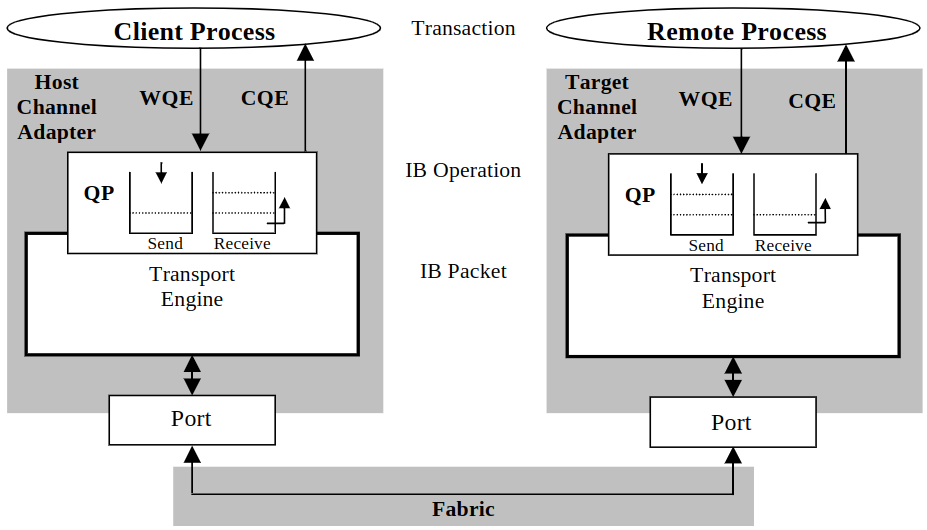 Client Process
Transaction
Remote Process
Host
Channel
Adapter
WQE
CQE
Target
Channel
Adapter
WQE
CQE
IB Operation
QP
Send
Receive
QP
Send
Receive
Transport
Engine
IB Packet
Transport
Engine
Port
Port
Fabric